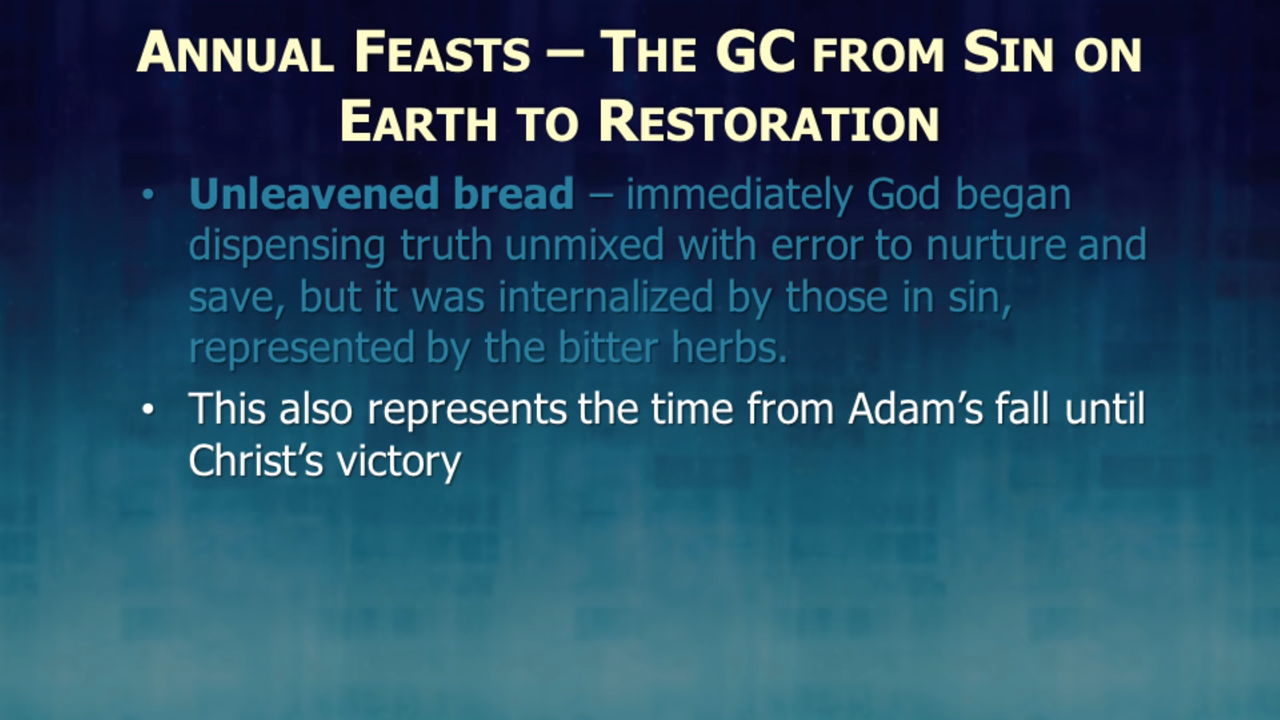 Annual Feasts – The GC from Sin on
Earth to Restoration
• Unleavened bread – immediately God began
dispensing truth unmixed with error to nurture and
save, but it was internalized by those in sin,
represented by the bitter herbs.
• This also represents the time from Adam’s fall until
Christ’s victory